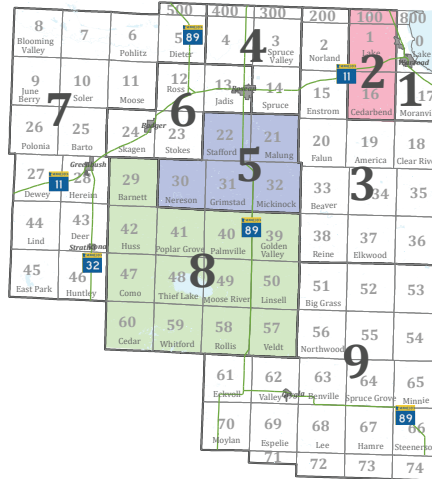 500 400 300 200 100 800
8 Blooming Valley
7
6 Pohlitz
5 Dieter
89
4
4
3 Spruce Valley
2 Norland
1 Lake
2
Warroad
1
9 June Berry
10 Soler
11 Moose
12 Ross
13 Jadis
14 Spruce
15 Enstrom
11
16 Cedarbend
17 Moranvi
7
6
26 Polonia
25 Barto
24 Skagen
Badger
23 Stokes
22 Stafford
21 Malung
20 Falun
19 America
18 Clear Riv
5
27 Dewey
11
28 Hereim
Greenbush
29 Barnett
30 Nereson
31 Grimstad
32 Mickinock
33 Beaver
3
34
35
44 Lind
43 Deer
Strathcona
42 Huss
41 Poplar Grove
40 Palmville
89
39 Golden Valley
38 Reine
37 Elkwood
36
45 East Park
46 Huntley
32
47 Como
48 Thief Lake
8
49 Moose River
50 Linsell
51 Big Grass
52
53
60 Cedar
59 Whitford
58 Rollis
57 Veldt
56 Northwood
55
54
9
61 Eckvoll
62 Valley
63 Benville
64 Spruce Grove
65 Minnie
70 Moylan
69 Espelie
68 Lee
67 Hamre
89
66 Steenerso
71
72
73
74